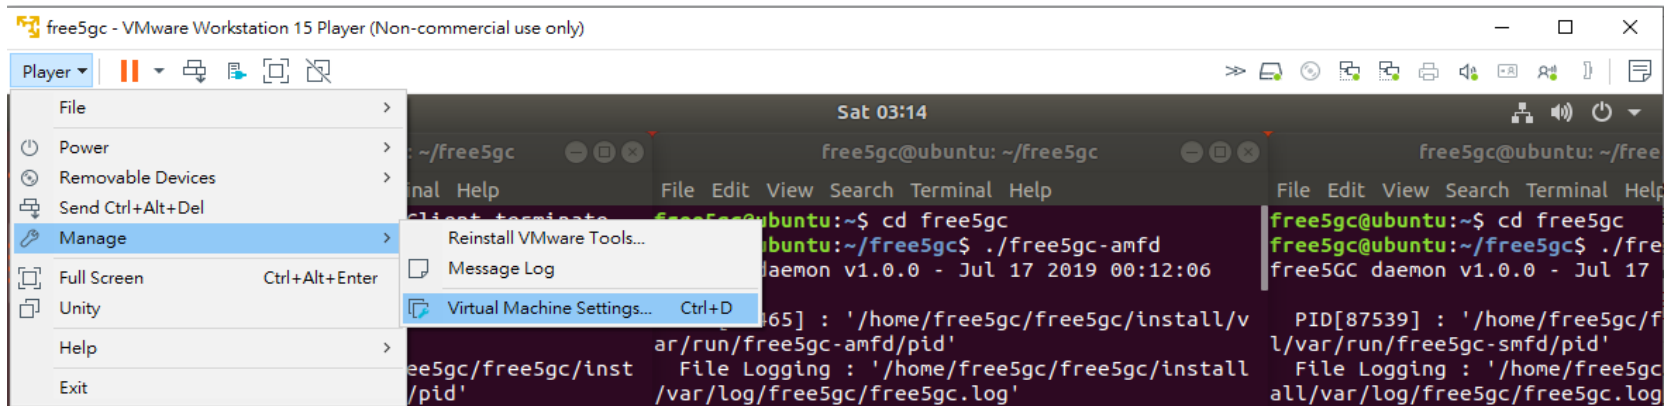 free5gc - VMware Workstation 15 Player (Non-commercial use only)
Player
File
Power
Removable Devices
Send Ctrl+Alt+Del
Manage
Full Screen Ctrl+Alt+Enter
Unity
Help
Exit
Reinstall VMware Tools...
Message Log
Virtual Machine Settings... Ctrl+D
Sat 03:14
: ~/free5gc
inal Help
ee5gc/free5gc/inst
/pid'
free5gc@ubuntu: ~/free5gc
File Edit View Search Terminal Help
ubuntu:~$ cd free5gc
ubuntu:~/free5gc$ ./free5gc-amfd
daemon v1.0.0 - Jul 17 2019 00:12:06
465] : '/home/free5gc/free5gc/install/v
ar/run/free5gc-amfd/pid'
File Logging : '/home/free5gc/free5gc/install
/var/log/free5gc/free5gc.log'
free5gc@ubuntu: ~/free
File Edit View Search Terminal Help
free5gc@ubuntu:~$ cd free5gc
free5gc@ubuntu:~/free5gc$ ./fre
free5GC daemon v1.0.0 - Jul 17
PID[87539] : '/home/free5gc/f
l/var/run/free5gc-smfd/pid'
File Logging : '/home/free5gc
all/var/log/free5gc/free5gc.log